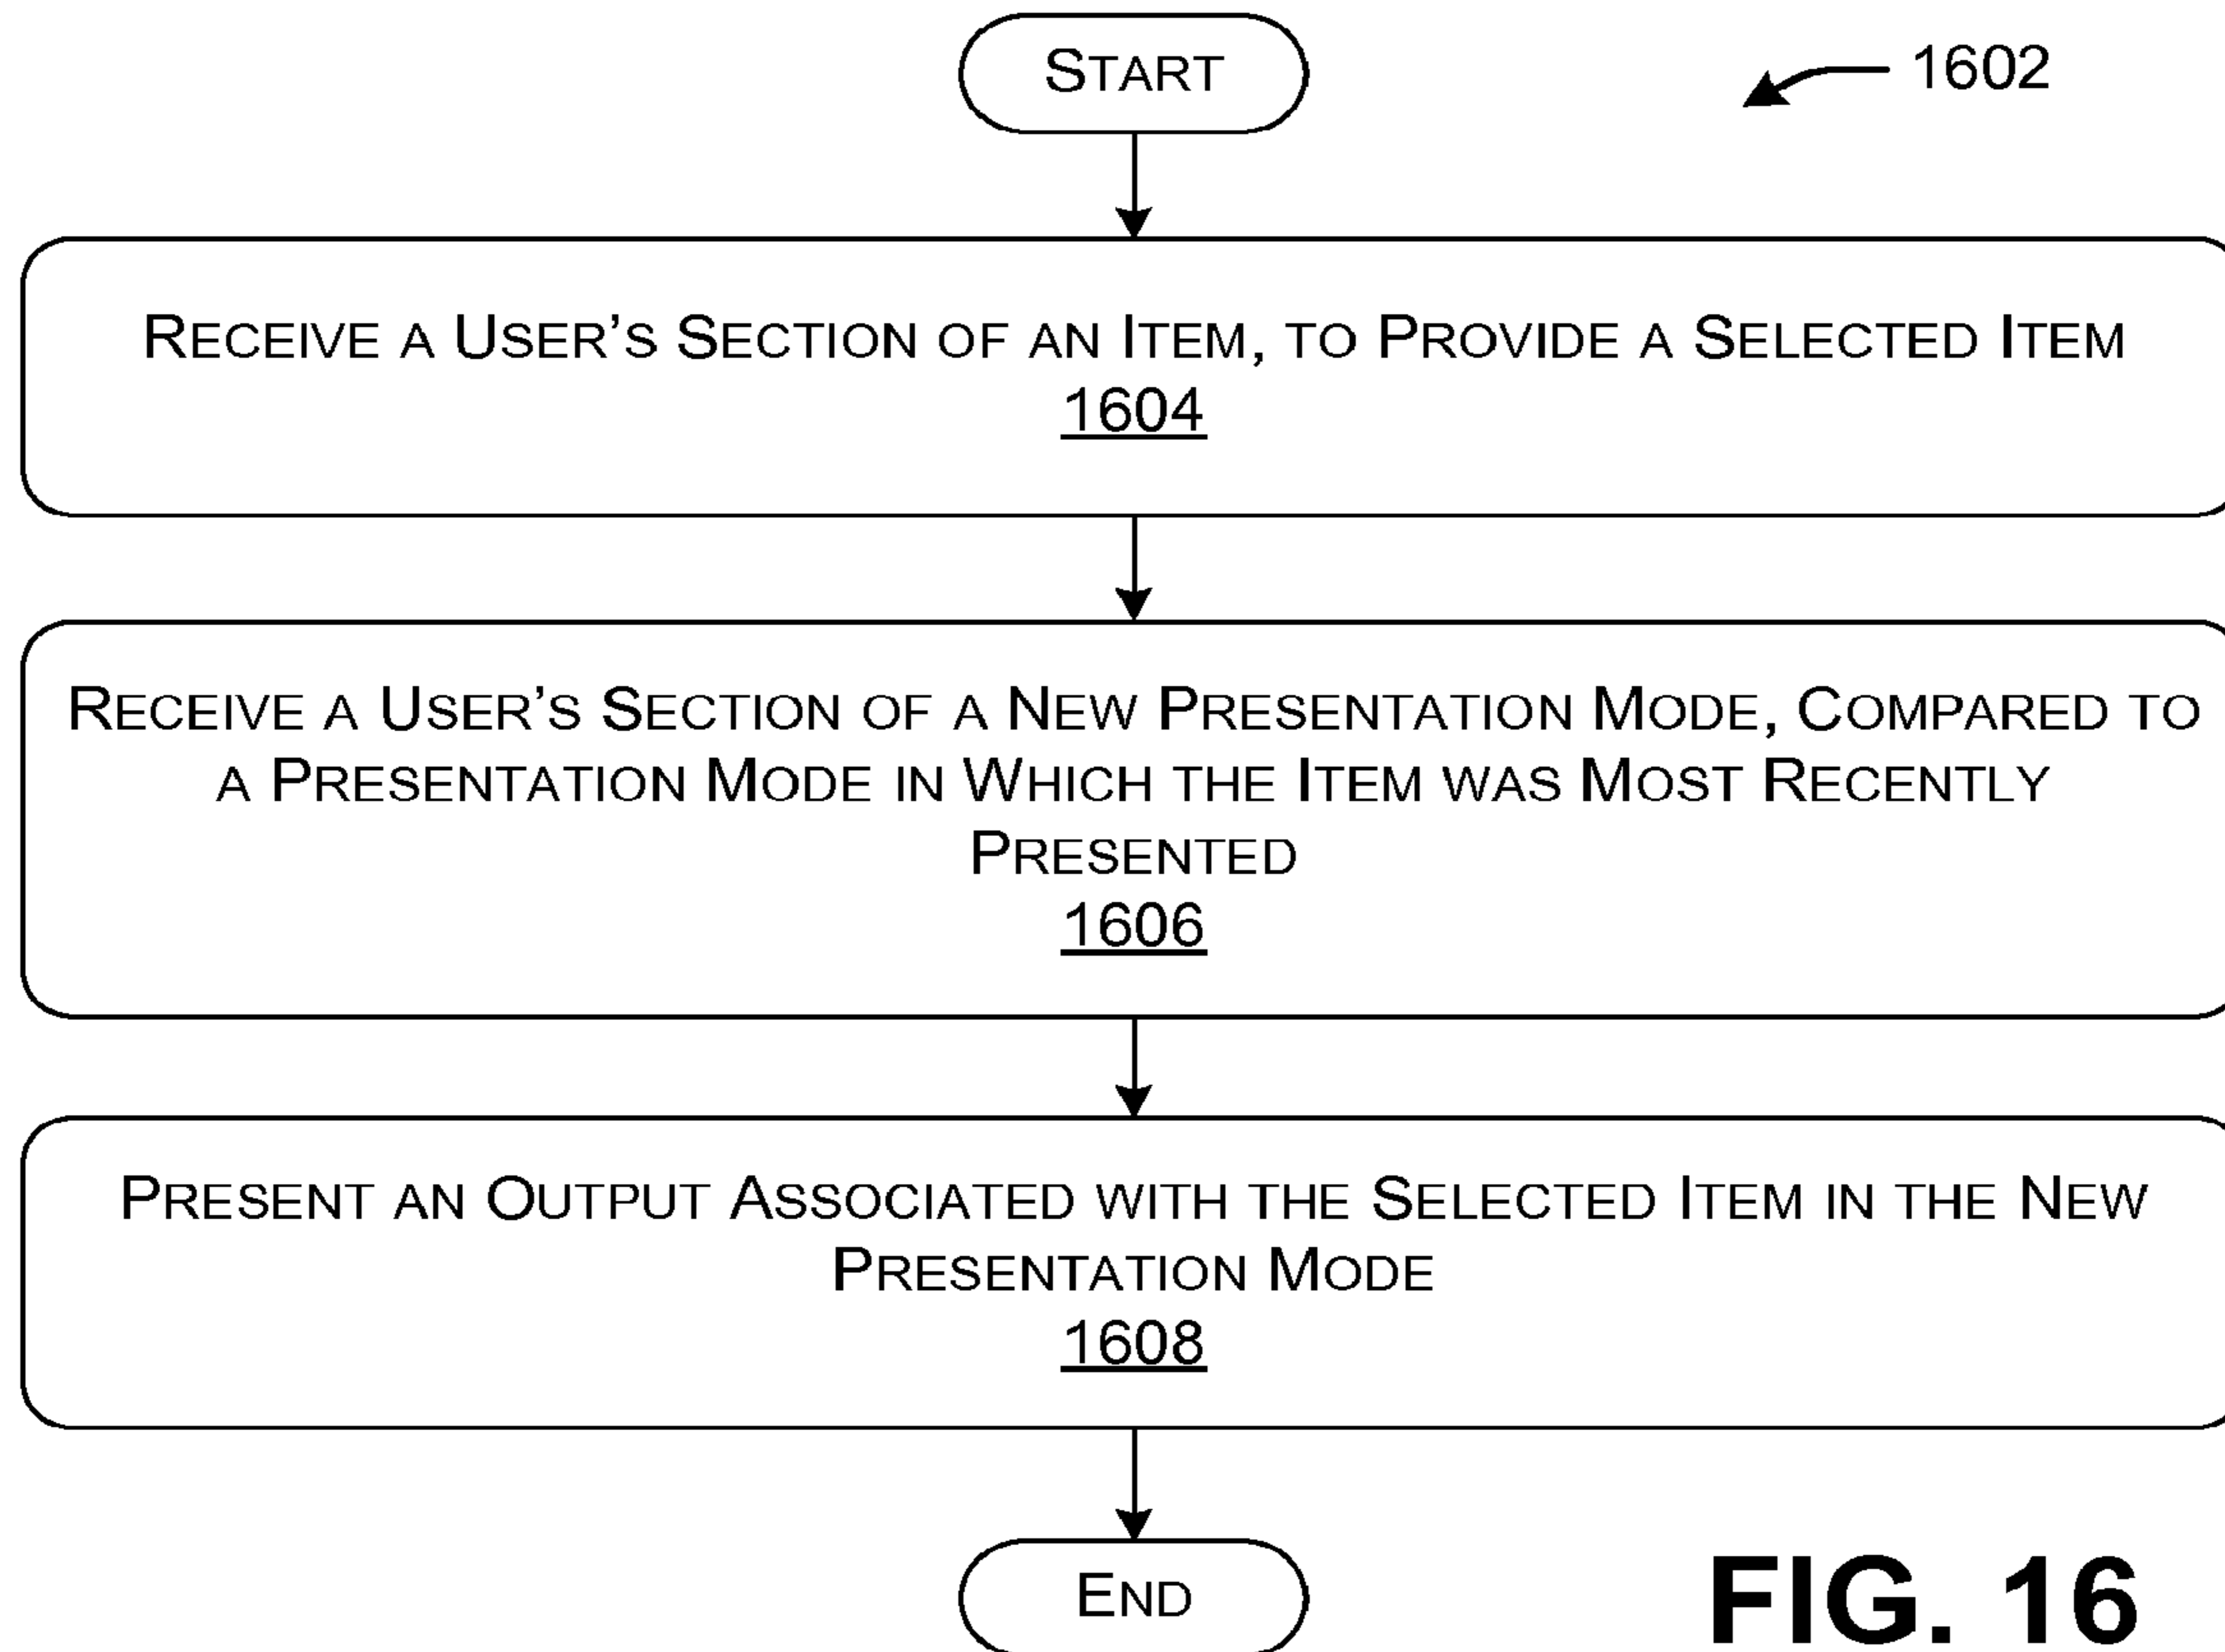 START
1602
RECEIVE A USER'S SECTION OF AN ITEM, TO PROVIDE A SELECTED ITEM
1604
RECEIVE A USER'S SECTION OF A NEW PRESENTATION MODE, COMPARED TO
A PRESENTATION MODE IN WHICH THE ITEM WAS MOST RECENTLY
PRESENTED
1606
PRESENT AN OUTPUT ASSOCIATED WITH THE SELECTED ITEM IN THE NEW
PRESENTATION MODE
1608
END
FIG. 16